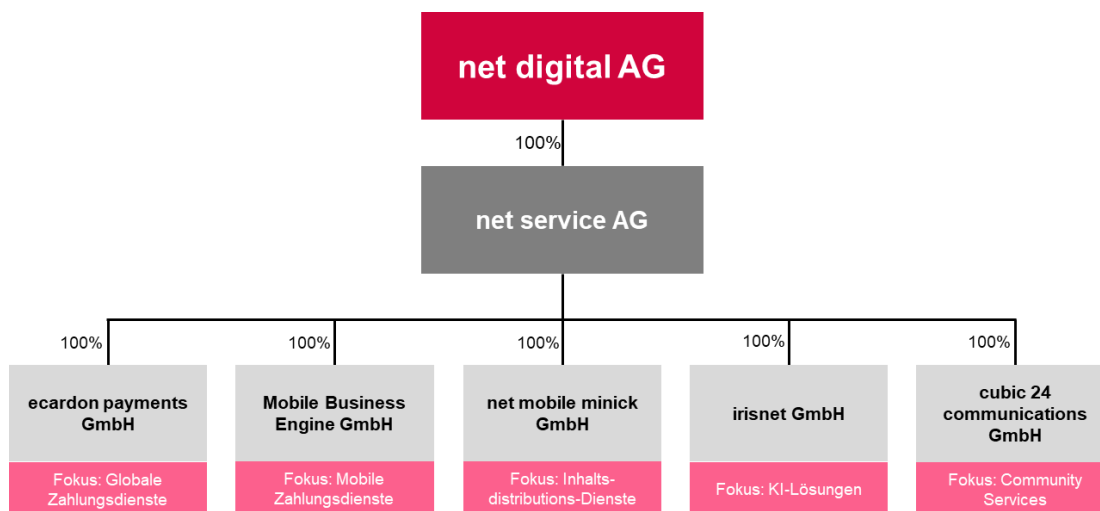 net digital AG
100%
net service AG
100%
100%
100%
100%
100%
ecardon payments
GmbH
Mobile Business
Engine GmbH
net mobile minick
GmbH
irisnet GmbH
cubic 24
communications
GmbH
Fokus: Globale
Zahlungsdienste
Fokus: Mobile
Zahlungsdienste
Fokus: Inhalts-
distributions-Dienste
Fokus: KI-Lösungen
Fokus: Community
Services